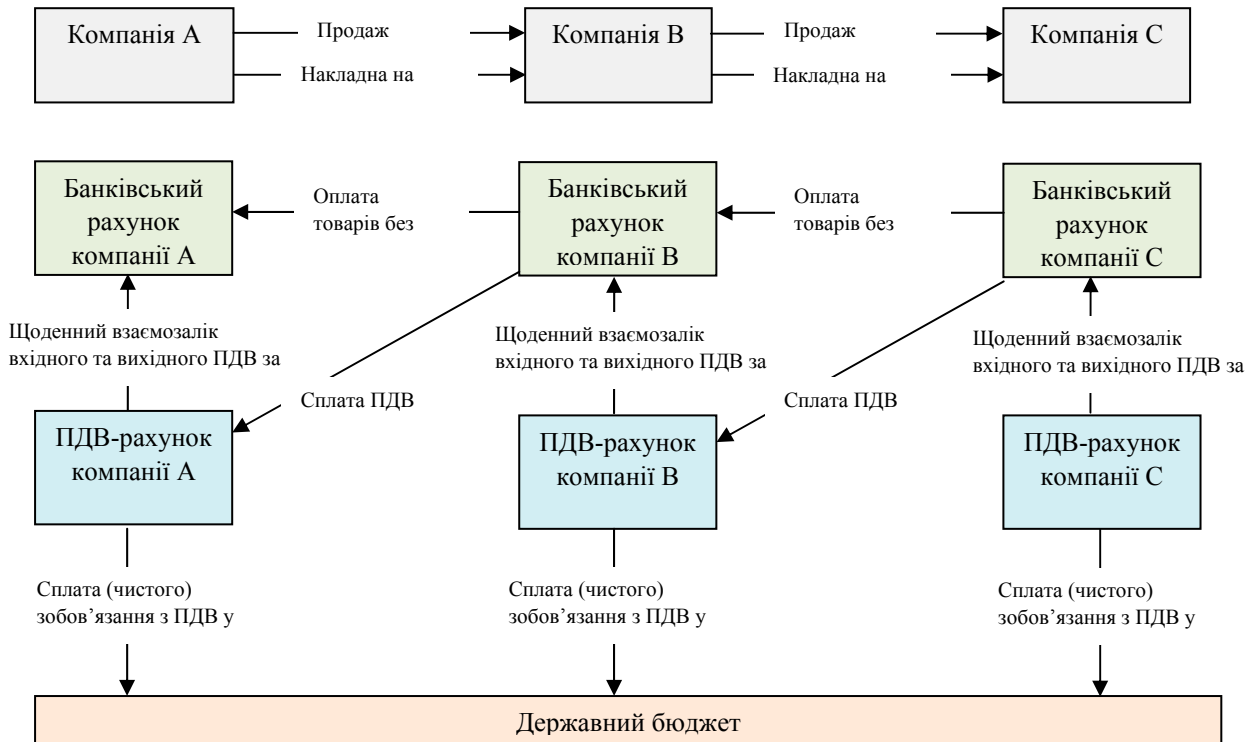 Компанія А
Продаж
Накладна на
Компанія В
Продаж
Накладна на
Компанія С
Банківський
рахунок
компанії А
Оплата
товарів без
Банківський
рахунок
компанії В
Оплата
товарів без
Банківський
рахунок
компанії С
Щоденний взаємозалік
вхідного та вихідного ПДВ за
Щоденний взаємозалік
вхідного та вихідного ПДВ за
Щоденний взаємозалік
вхідного та вихідного ПДВ за
Сплата ПДВ
Сплата ПДВ
ПДВ-рахунок
компанії А
ПДВ-рахунок
компанії В
ПДВ-рахунок
компанії С
Сплата (чистого)
зобов’язання з ПДВ у
Сплата (чистого)
зобов’язання з ПДВ у
Сплата (чистого)
зобов’язання з ПДВ у
Державний бюджет